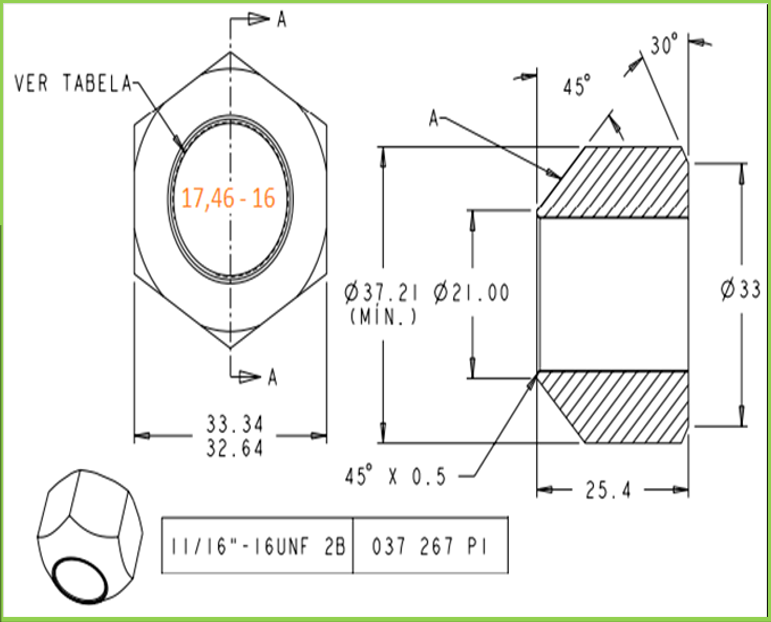 A
VER TABELA
17,46 - 16
A
33.34
32.64
30°
45°
A
Ø37.21
(MÍN.)
Ø21.00
Ø33
45° X 0.5
25.4
11/16"-16UNF 2B
037 267 P1